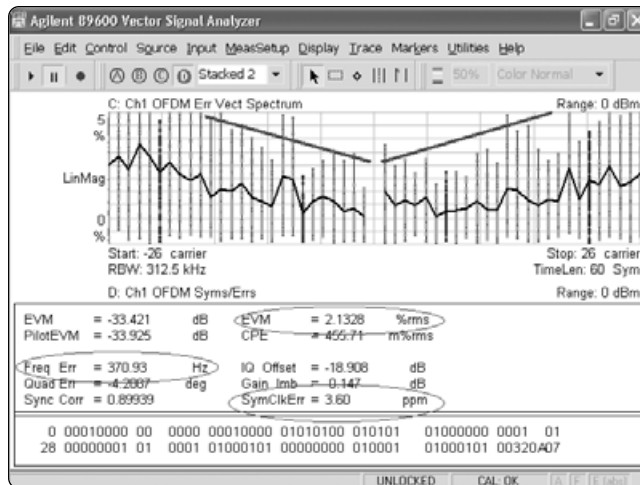 Agilent 89600 Vector Signal Analyzer
File Edit Control Source Input MeasSetup Display Trace Markers Utilities Help
A B C D Stacked 2 50% Color Normal
C: Ch1 OFDM Err Vect Spectrum Range: 0 dBm
5
%
LinMag
0
%
Start: -26 carrier Stop: 26 carrier
RBW: 312.5 kHz TimeLen: 60 Sym
D: Ch1 OFDM Syms/Errs Range: 0 dBm
EVM = -33.421 dB EVM = 2.1328 %rms
PilotEVM = -33.925 dB CPE = 455.71 m%rms
Freq Err = 370.93 Hz IQ Offset = -18.908 dB
Quad Err = -4.2887 deg Gain Imb = 0.147 dB
Sync Corr = 0.89939 SymClkErr = 3.60 ppm
0 00010000 00 0000 00010000 01010100 010101 01000000 0001 01
28 00000001 01 0001 01000101 00000000 010001 01000101 00320A07
UNLOCKED CAL: OK